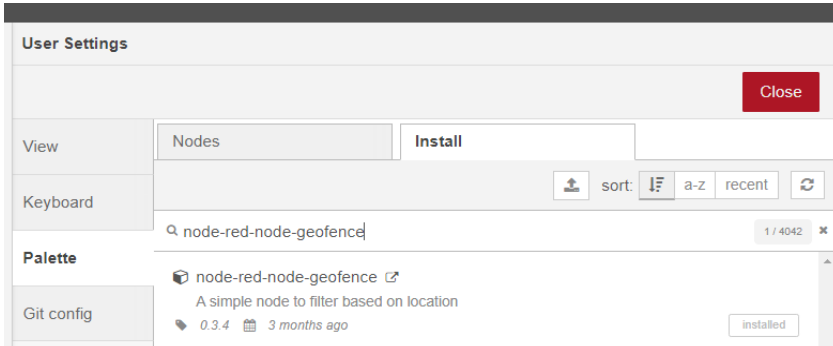 User Settings
Close
View
Keyboard
Palette
Git config
Nodes
Install
sort: a-z recent
node-red-node-geofence
1 / 4042
node-red-node-geofence
A simple node to filter based on location
0.3.4 3 months ago
installed